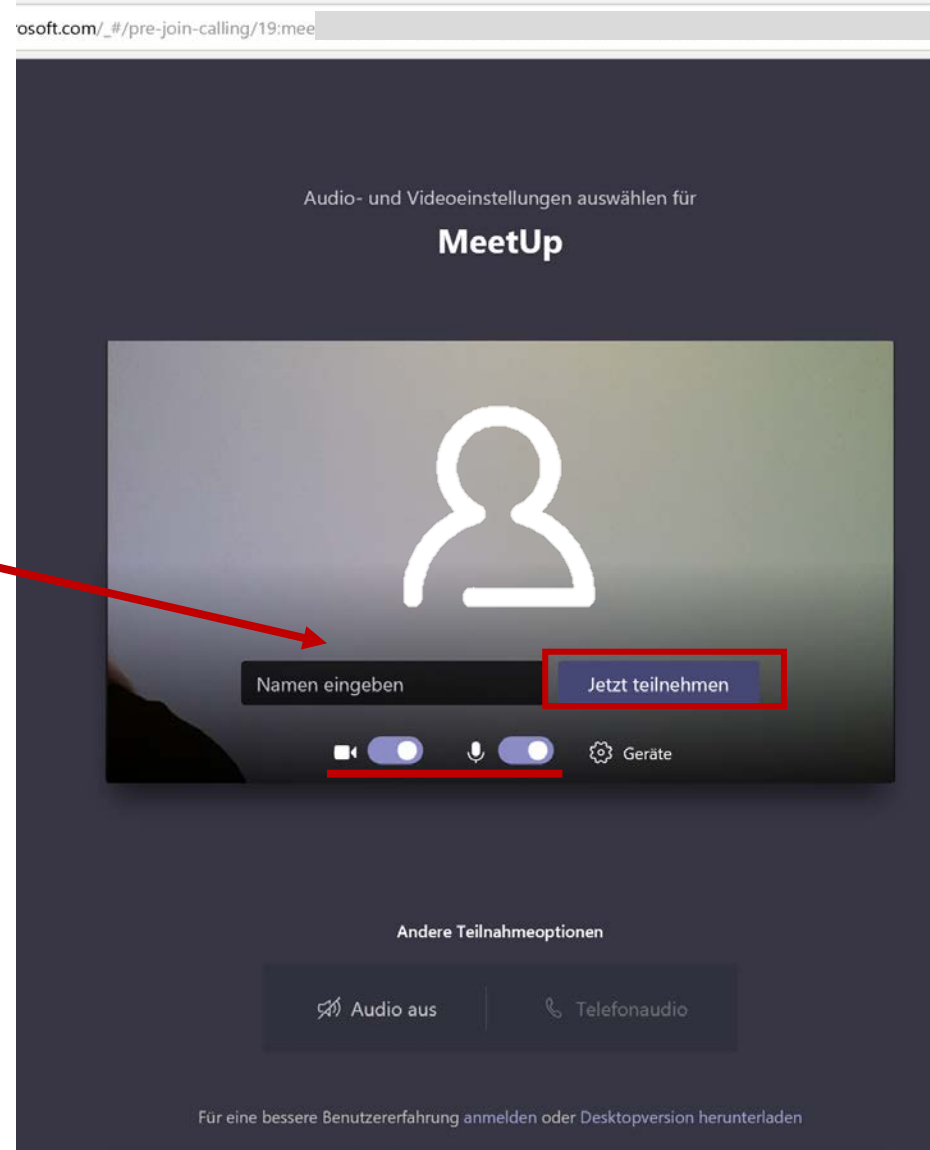 rosoft.com/_#/pre-join-calling/19:mee
Audio- und Videoeinstellungen auswählen für
MeetUp
Namen eingeben
Jetzt teilnehmen
Geräte
Andere Teilnahmeoptionen
Audio aus
Telefonaudio
Für eine bessere Benutzererfahrung anmelden oder Desktopversion herunterladen